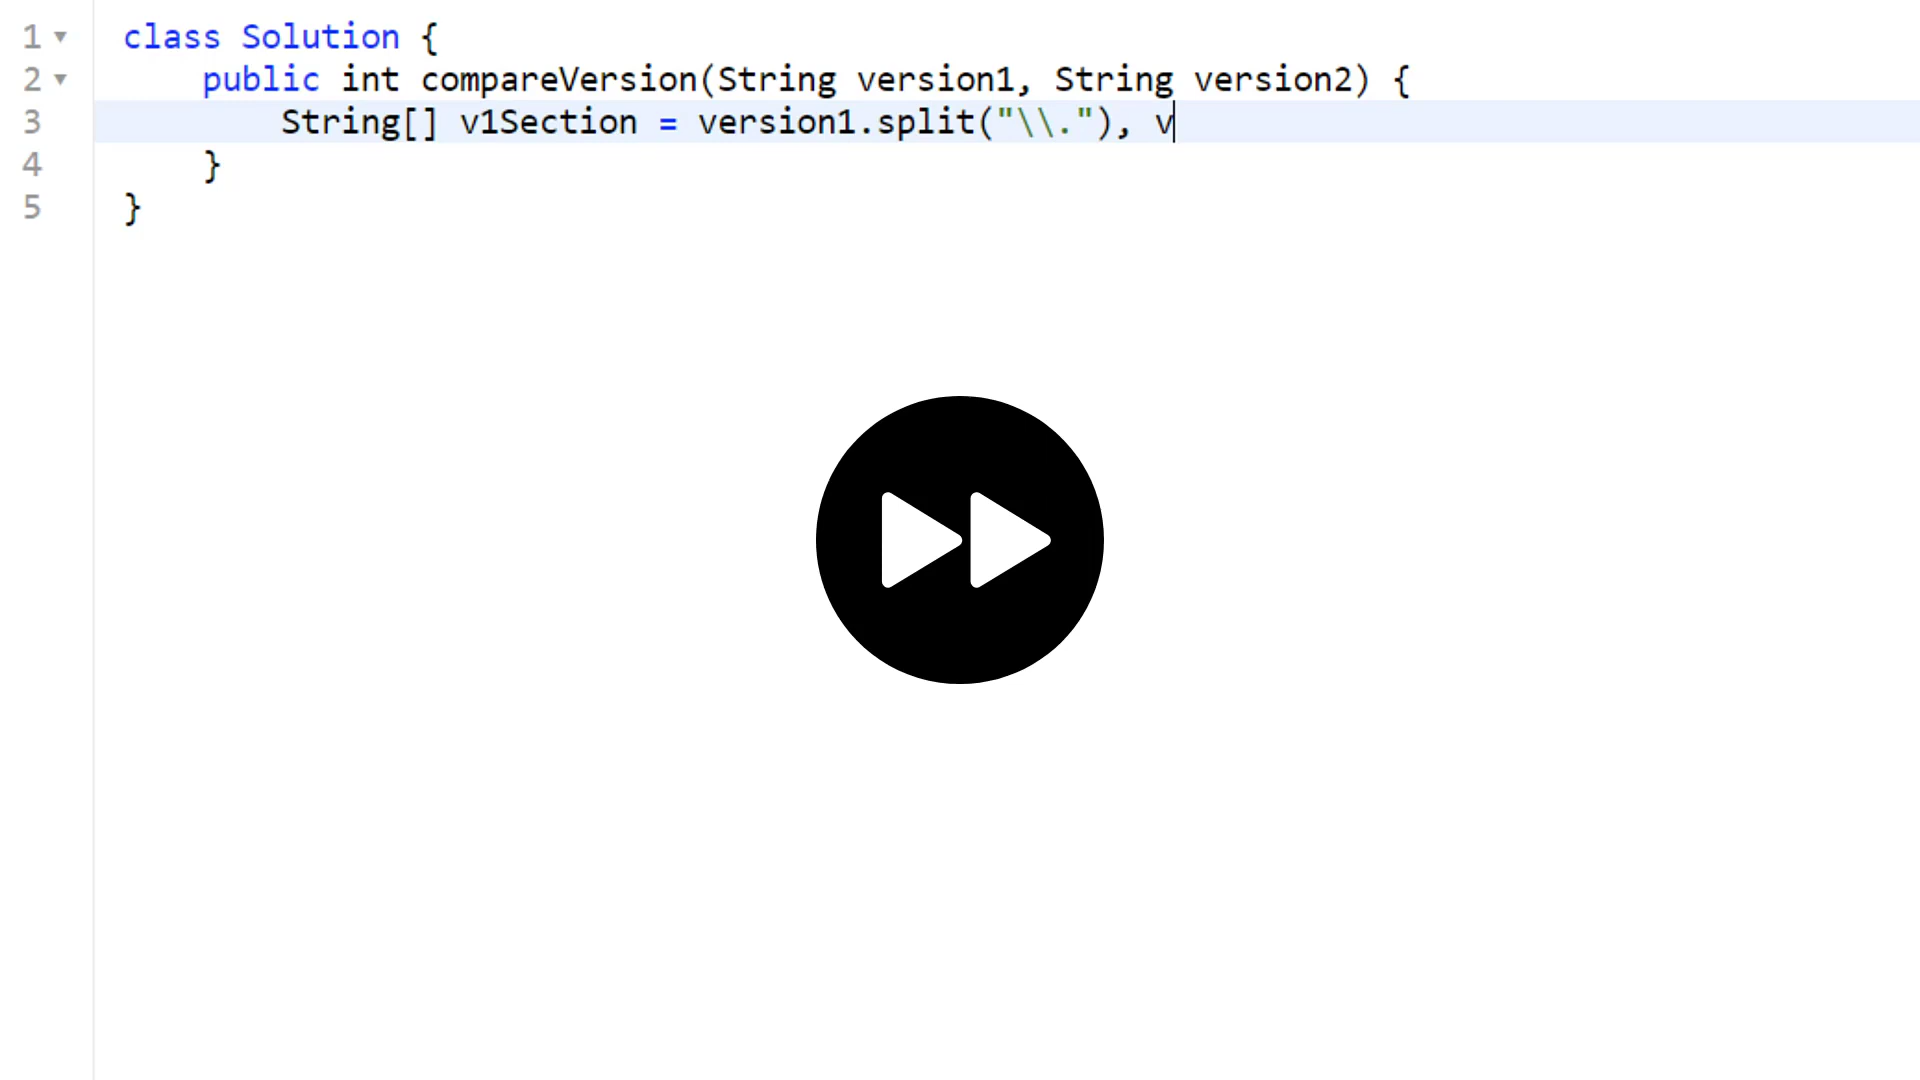 1 class Solution {
2 public int compareVersion(String version1, String version2) {
3 String[] v1Section = version1.split("\\."), v
4 }
5 }